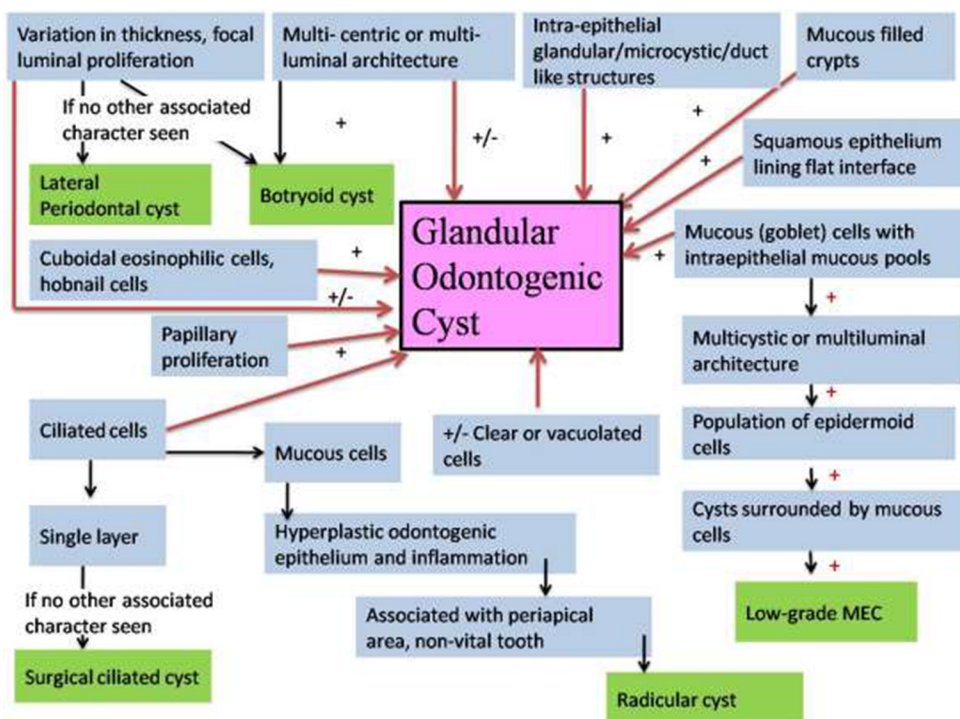 Variation in thickness, focal
luminal proliferation
Multi- centric or multi-
luminal architecture
Intra-epithelial
glandular/microcystic/duct
like structures
Mucous filled
crypts
If no other associated
character seen
+
+/-
+
+
+
Squamous epithelium
lining flat interface
Lateral
Periodontal cyst
Botryoid cyst
Glandular
Odontogenic
Cyst
Mucous (goblet) cells with
intraepithelial mucous pools
+
Cuboidal eosinophilic cells,
hobnail cells
+
+/-
+
Papillary
proliferation
+
Multicystic or multiluminal
architecture
+
Ciliated cells
Mucous cells
+/- Clear or vacuolated
cells
Population of epidermoid
cells
+
Single layer
Hyperplastic odontogenic
epithelium and inflammation
Cysts surrounded by mucous
cells
+
If no other associated
character seen
Associated with periapical
area, non-vital tooth
Low-grade MEC
Surgical ciliated cyst
Radicular cyst